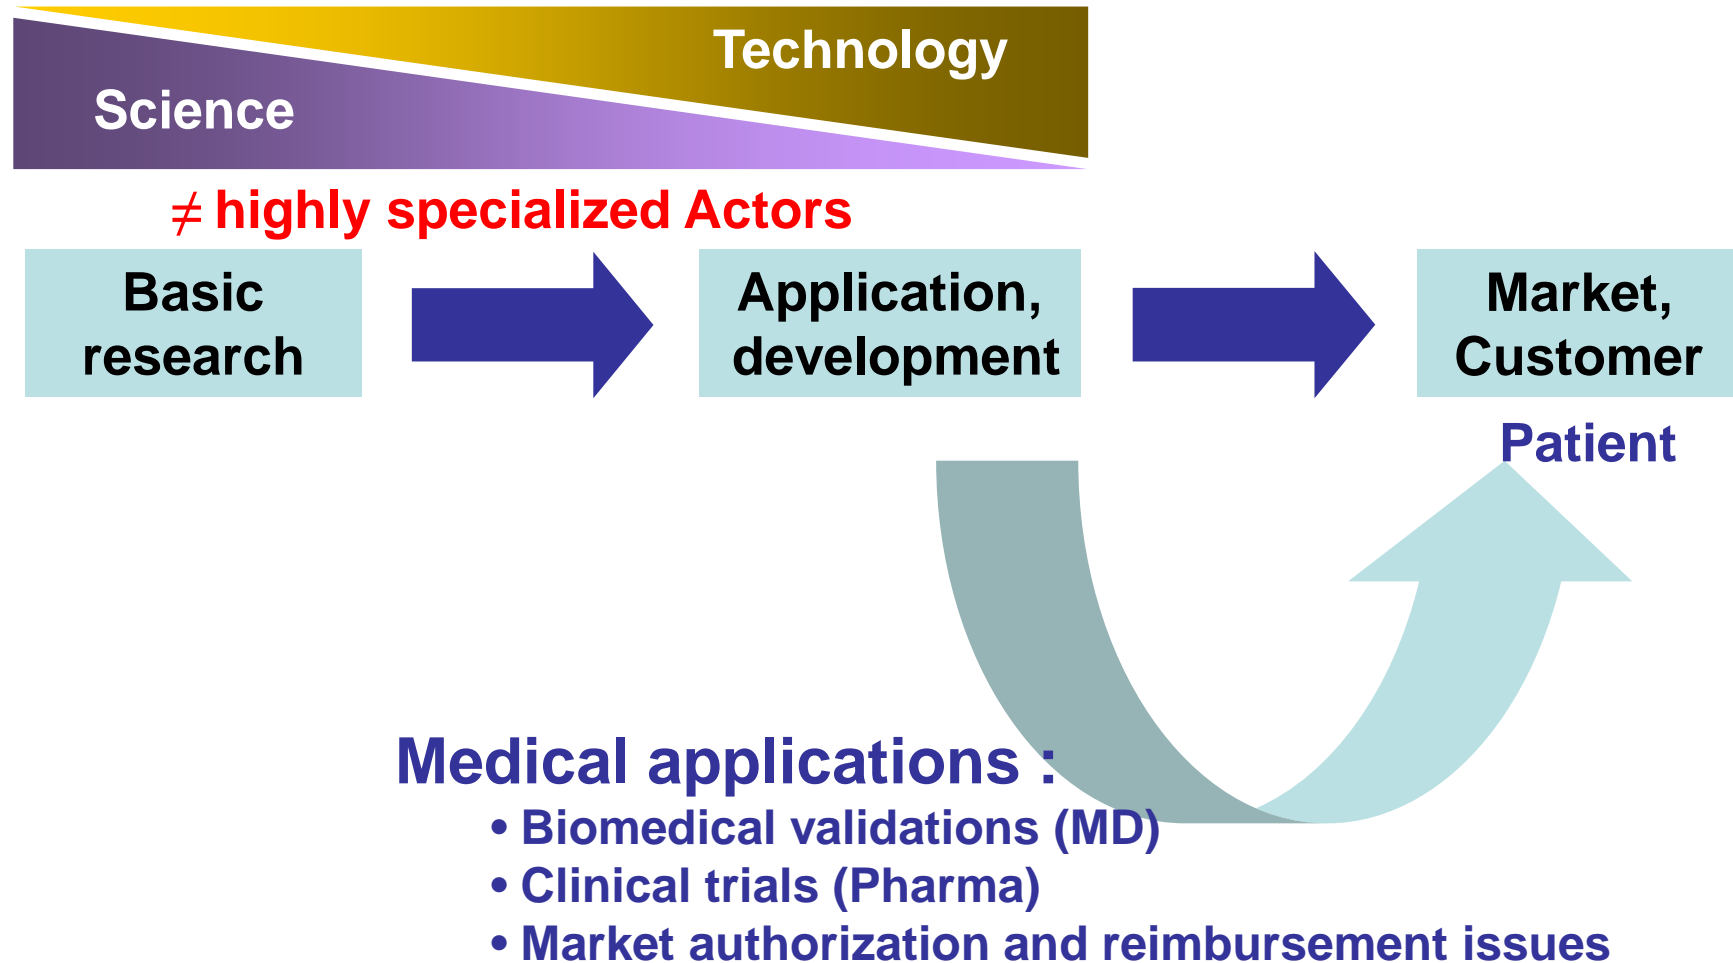 Technology
Science
≠ highly specialized Actors
Basic
research
Application,
development
Market,
Customer
Patient
Medical applications :
• Biomedical validations (MD)
• Clinical trials (Pharma)
• Market authorization and reimbursement issues